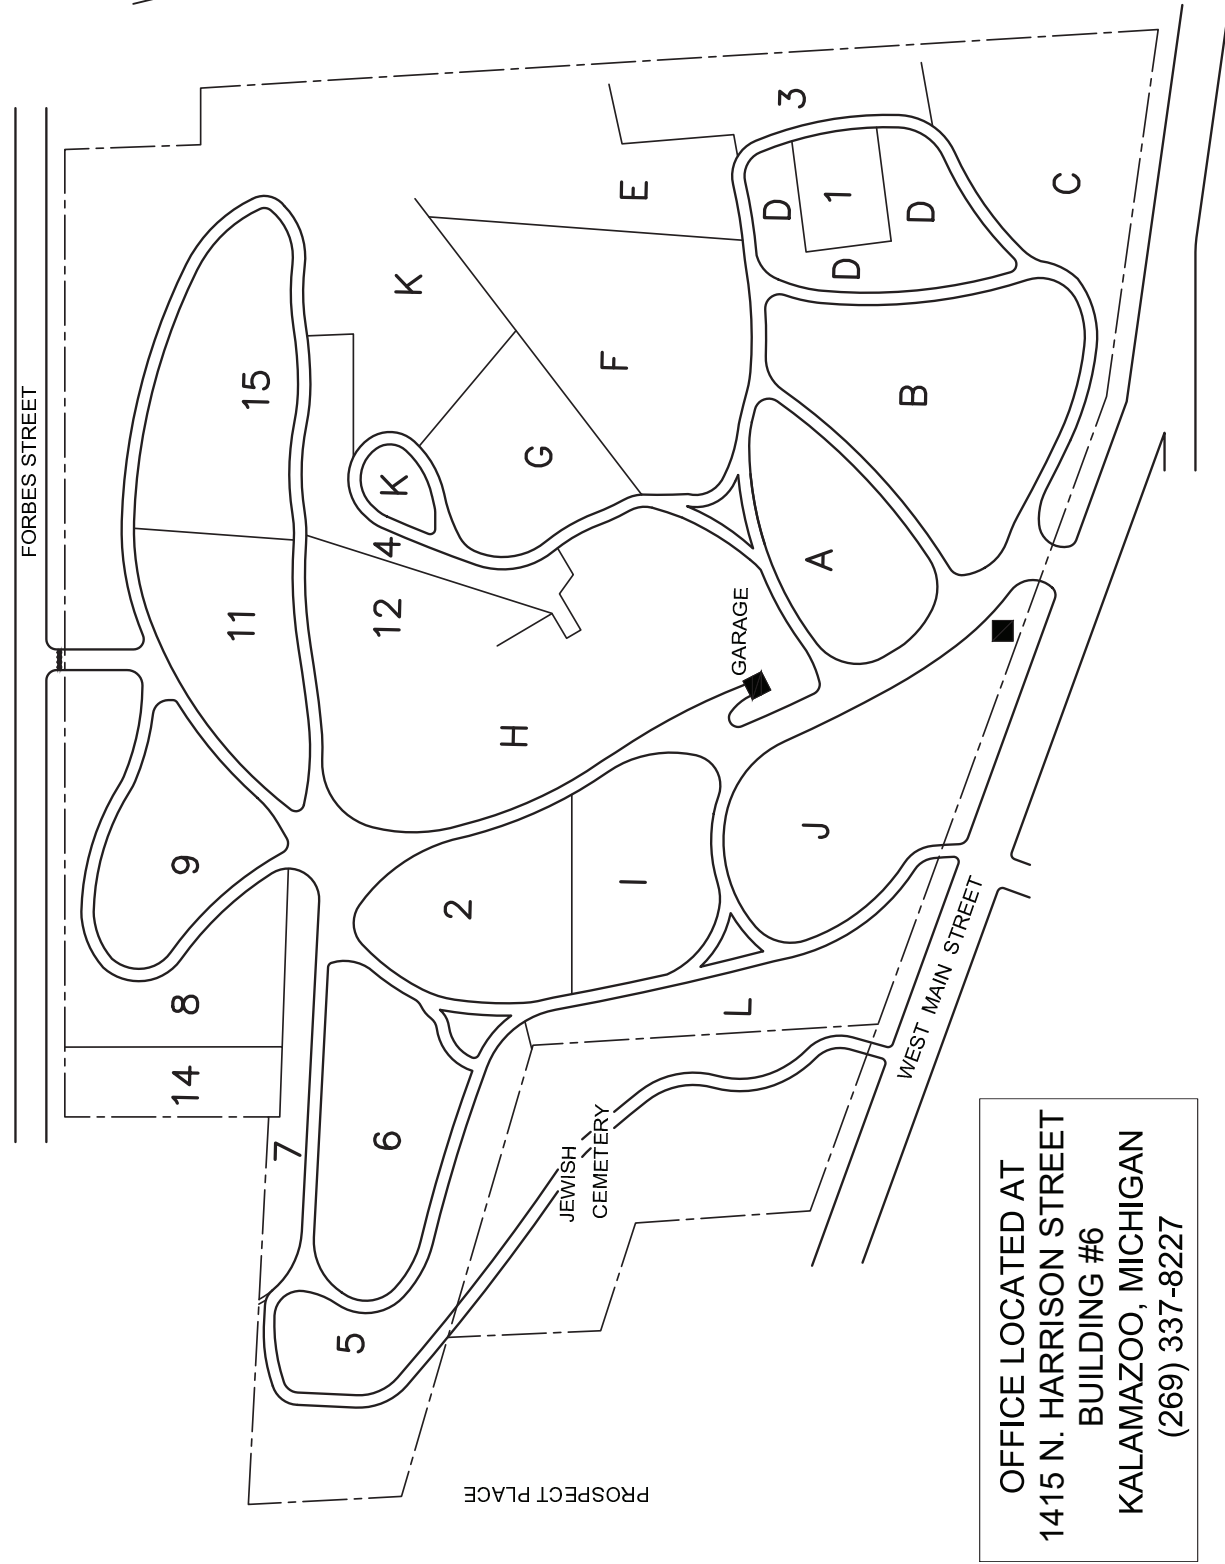 FORBES STREET
15
11
9
8
14
7
6
5
K
K
4
12
H
2
I
G
F
E
3
D
1
D
D
C
B
A
GARAGE
J
L
WEST MAIN STREET
JEWISH
CEMETERY
PROSPECT PLACE
OFFICE LOCATED AT
1415 N. HARRISON STREET
BUILDING #6
KALAMAZOO, MICHIGAN
(269) 337-8227